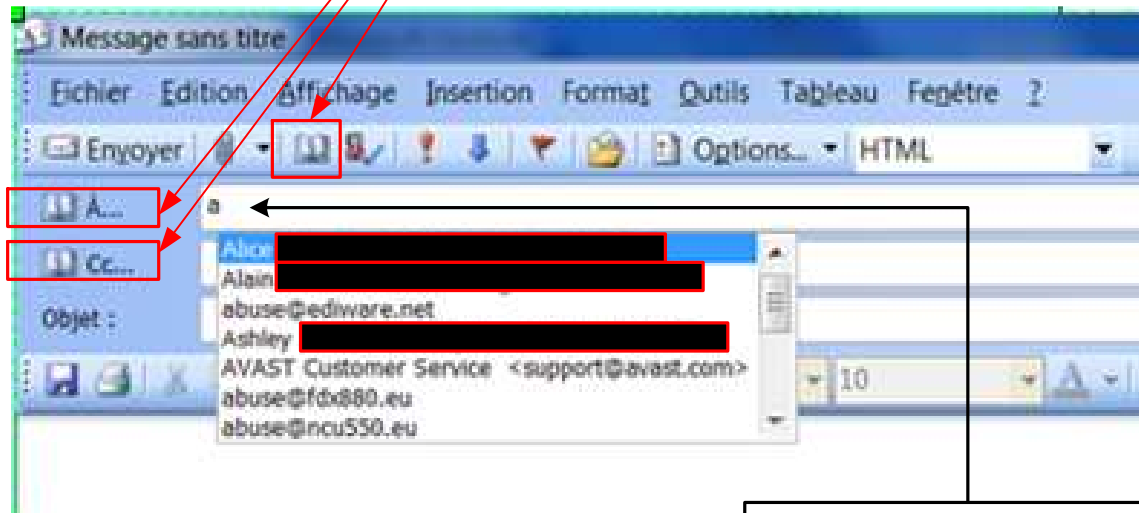 Message sans titre
Fichier Edition Affichage Insertion Format Outils Tableau Fenêtre ?
Envoyer Options... HTML
À... a
Cc...
Alice
Alain
abuse@ediware.net
Objet :
Ashley
AVAST Customer Service <support@avast.com>
10 A
abuse@fdx880.eu
abuse@ncu550.eu